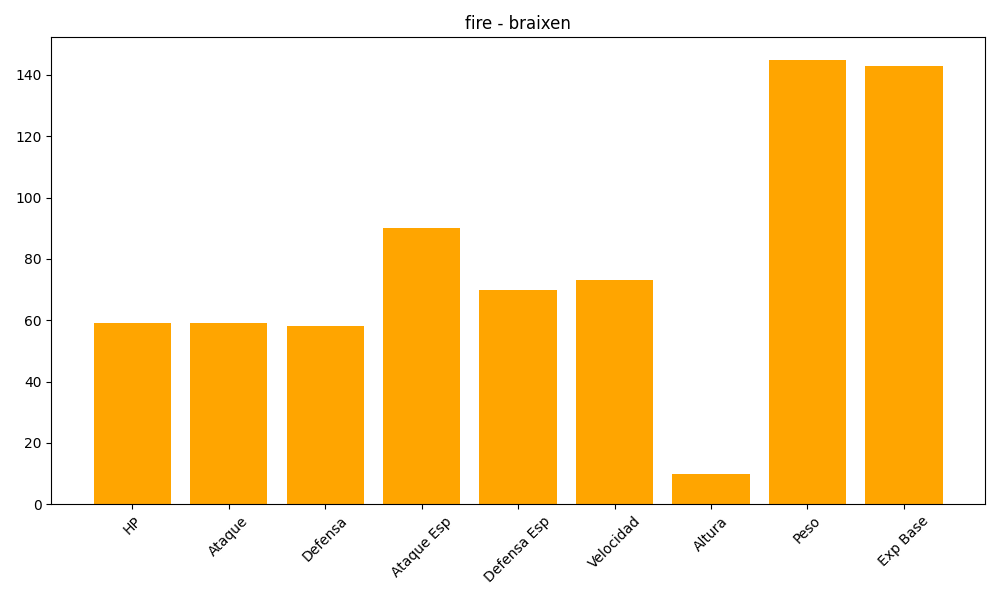 fire - braixen
140
120
100
80
60
40
20
0
HP
Ataque
Defensa
Ataque Esp
Defensa Esp
Velocidad
Altura
Peso
Exp Base